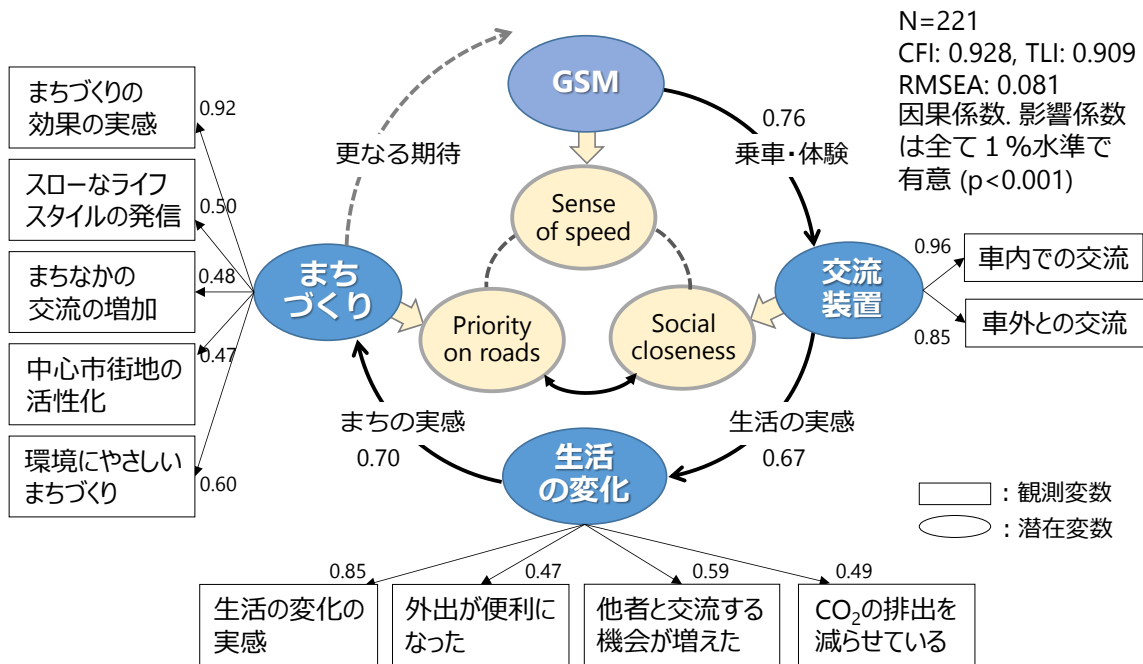 N=221
CFI: 0.928, TLI: 0.909
RMSEA: 0.081
因果係数. 影響係数
は全て１%水準で
有意 (p<0.001)
GSM
0.76
乗車・体験
更なる期待
Sense
of speed
Priority
on roads
Social
closeness
まち
づくり
交流
装置
生活
の変化
まちの実感
0.70
生活の実感
0.67
まちづくりの
効果の実感
0.92
スローなライフ
スタイルの発信
0.50
まちなかの
交流の増加
0.48
中心市街地の
活性化
0.47
環境にやさしい
まちづくり
0.60
0.96
車内での交流
0.85
車外との交流
0.85
生活の変化の
実感
0.47
外出が便利に
なった
0.59
他者と交流する
機会が増えた
0.49
CO₂の排出を
減らせている
：観測変数
：潜在変数